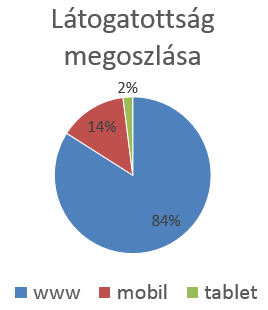 Látogatottság
megoszlása
2%
14%
84%
www mobil tablet